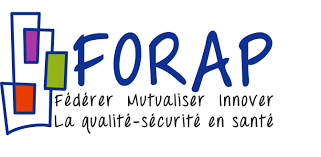 FORAP
Fédérer Mutualiser Innover
La qualité-sécurité en santé